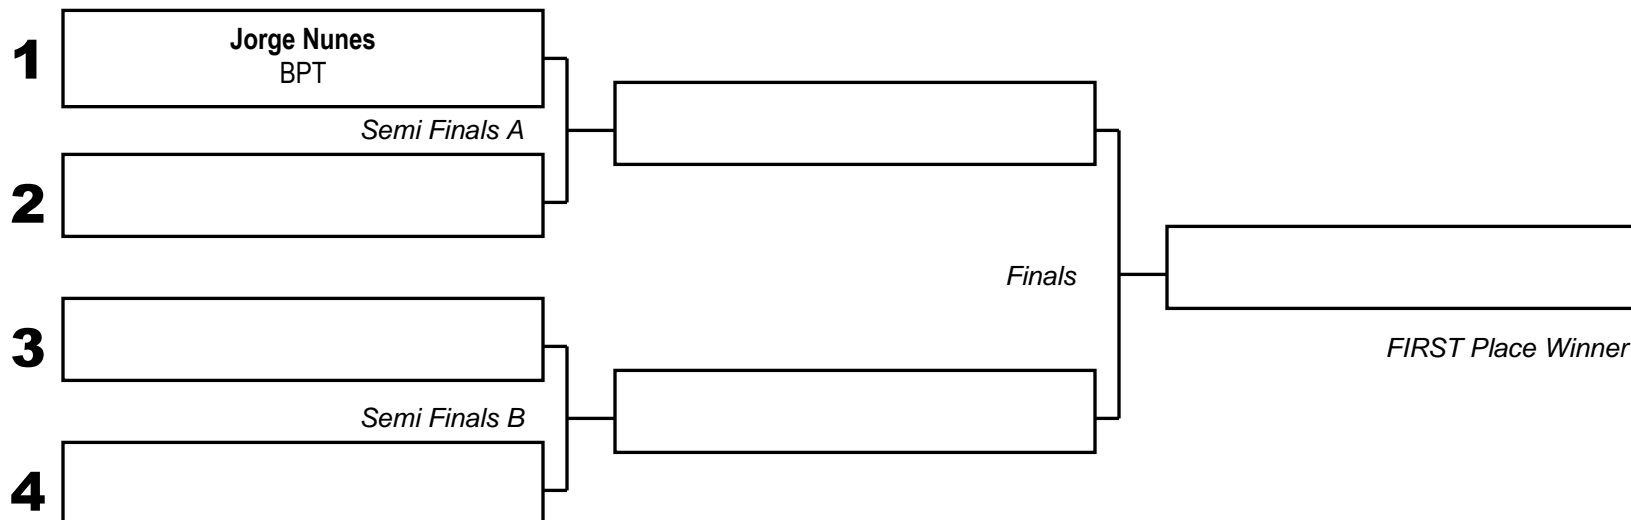 1
Jorge Nunes
BPT
Semi Finals A
2
Finals
3
FIRST Place Winner
Semi Finals B
4